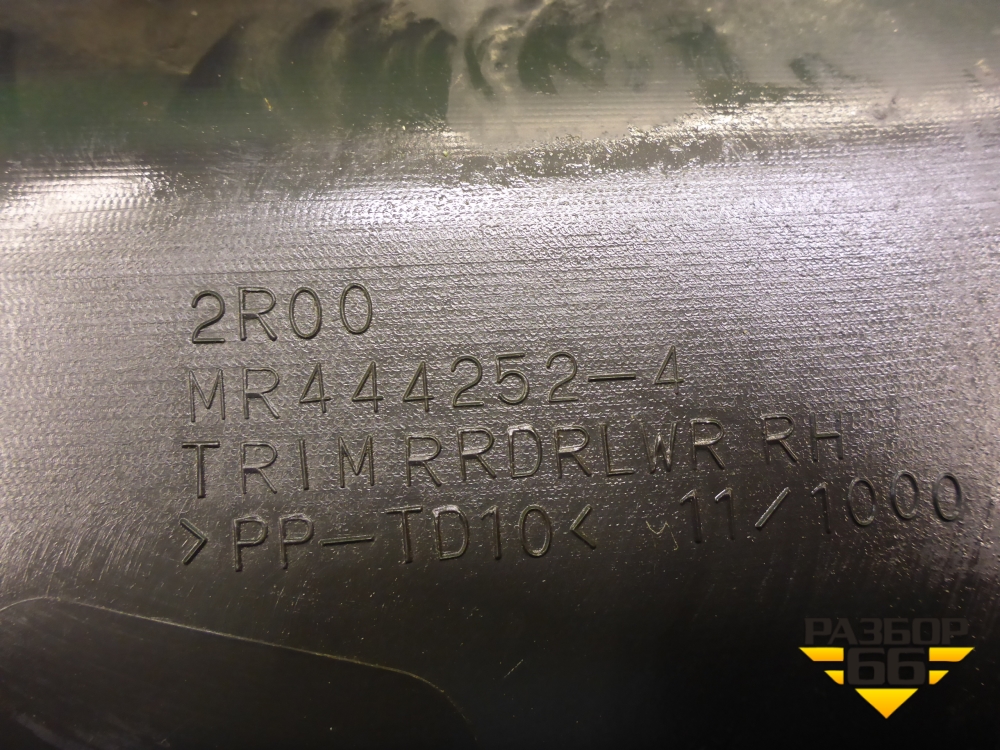 2R00
MR444252-4
TRIM RRDRLWR RH
>PP-TD10< 11/1000
РАЗБОР
66